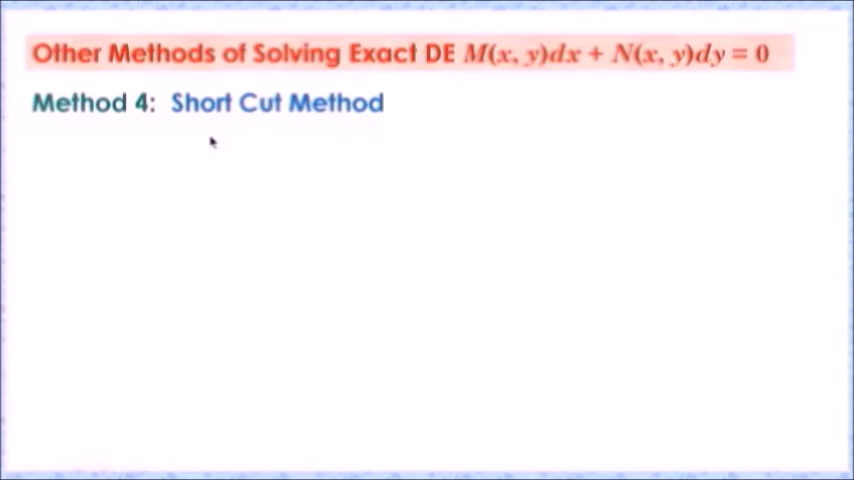 Other Methods of Solving Exact DE M(x, y)dx + N(x, y)dy = 0
Method 4: Short Cut Method